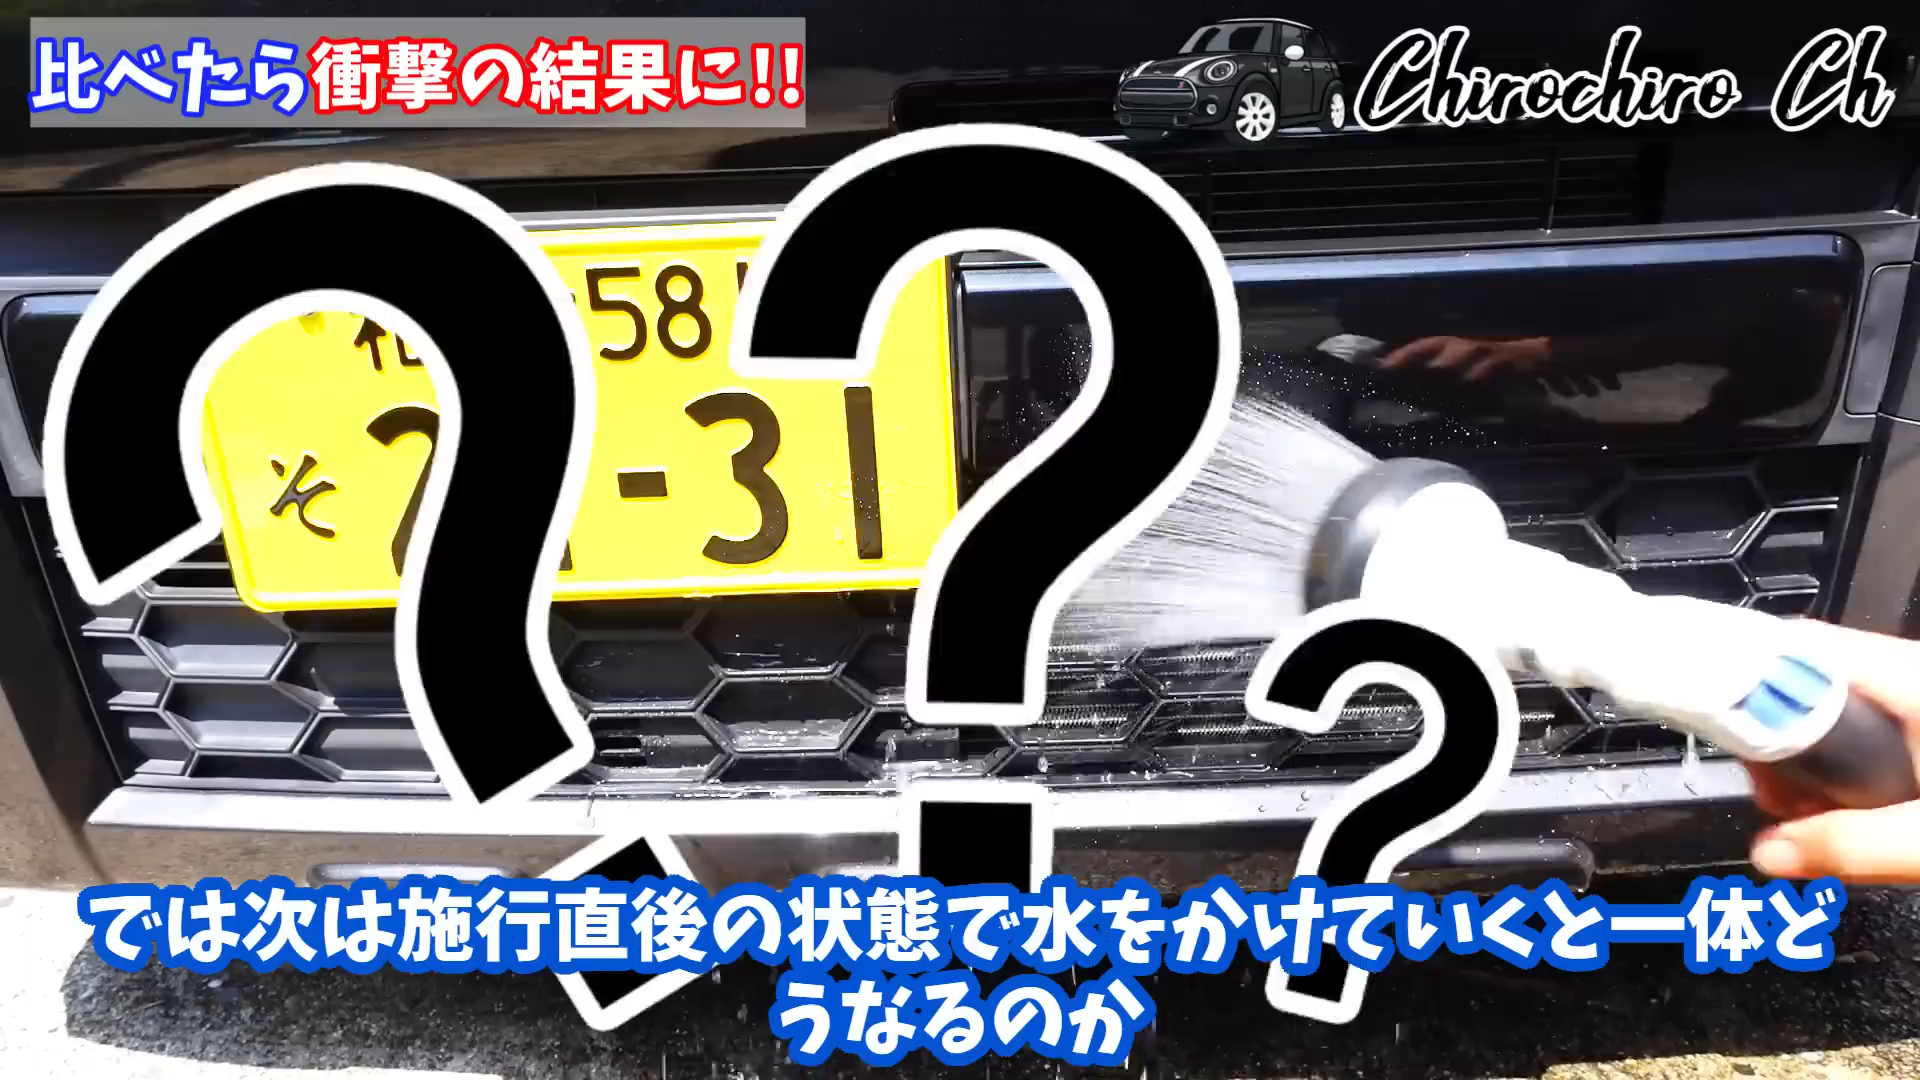 比べたら衝撃の結果に!!
Chirochiro Ch
58
そ
-31
では次は施行直後の状態で水をかけていくと一体ど
うなるのか